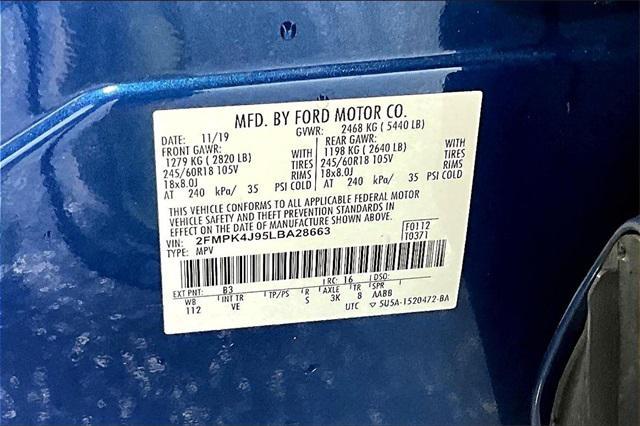 MFD. BY FORD MOTOR CO.
DATE: 11/19 GVWR: 2468 KG ( 5440 LB)
FRONT GAWR: REAR GAWR:
1279 KG ( 2820 LB) WITH 1198 KG ( 2640 LB) WITH
245/60R18 105V TIRES 245/60R18 105V TIRES
18x8.0J RIMS 18x8.0J RIMS
AT 240 kPa/ 35 PSI COLD AT 240 kPa/ 35 PSI COLD
THIS VEHICLE CONFORMS TO ALL APPLICABLE FEDERAL MOTOR
VEHICLE SAFETY AND THEFT PREVENTION STANDARDS IN
EFFECT ON THE DATE OF MANUFACTURE SHOWN ABOVE.
VIN: 2FMPK4J95LBA28663 F0112
TYPE: MPV T0371
EXT PNT: B3 RC: 16 DSO:
WB INT TR TP/PS R AXLE TR SPR
112 VE S 3K 8 AABB
UTC 5U5A-1520472-BA